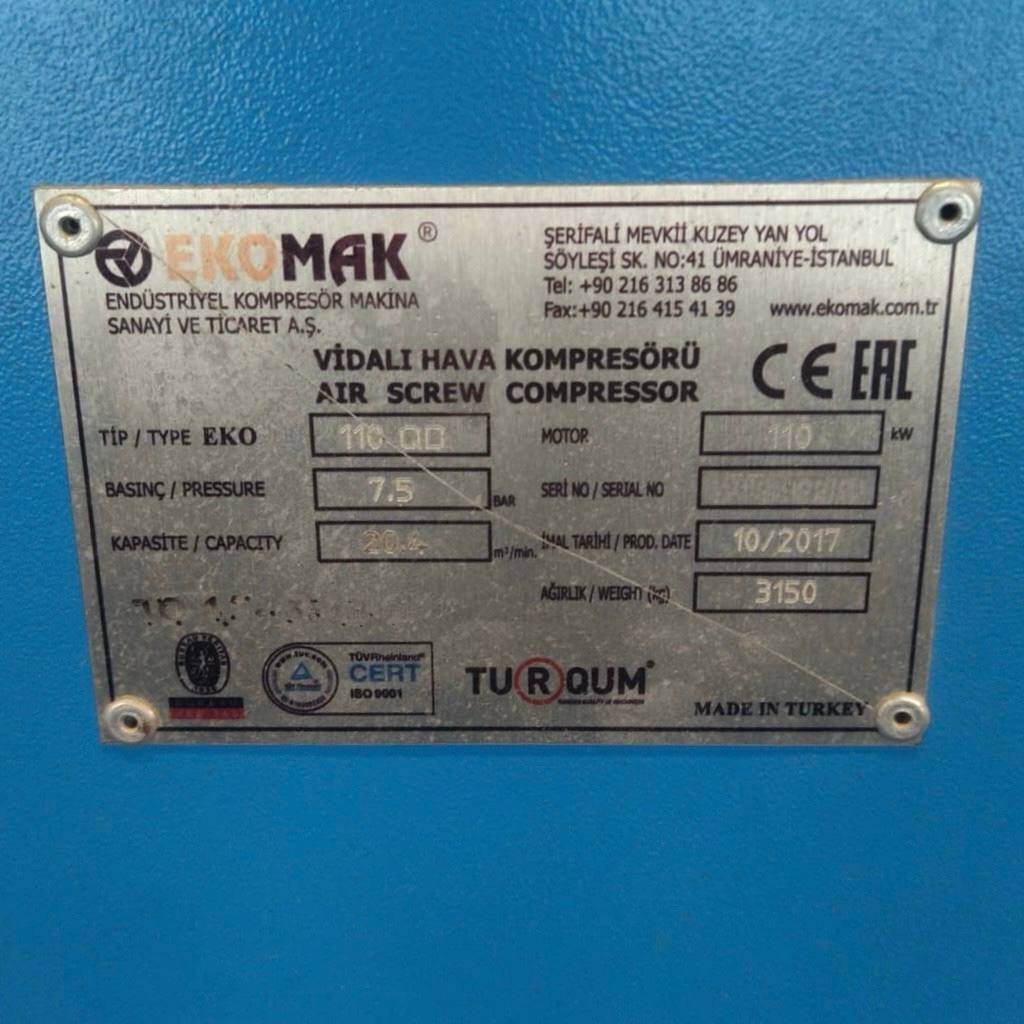 EKOMAK®
ENDÜSTRİYEL KOMPRESÖR MAKİNA
SANAYİ VE TİCARET A.Ş.
ŞERİFALİ MEVKİİ KUZEY YAN YOL
SÖYLEŞİ SK. NO:41 ÜMRANİYE-İSTANBUL
Tel: +90 216 313 86 86
Fax:+90 216 415 41 39 www.ekomak.com.tr
VİDALI HAVA KOMPRESÖRÜ
AIR SCREW COMPRESSOR
CE EAC
TİP / TYPE EKO 110 QD
MOTOR 110 kW
BASINÇ / PRESSURE 7.5 BAR
SERİ NO / SERIAL NO
KAPASİTE / CAPACITY 20.4 m³/min.
İMAL TARİHİ / PROD. DATE 10/2017
AĞIRLIK / WEIGHT (kg) 3150
www.tuv.com
TÜVRheinland
CERT
ISO 9001
TURQUM®
MADE IN TURKEY